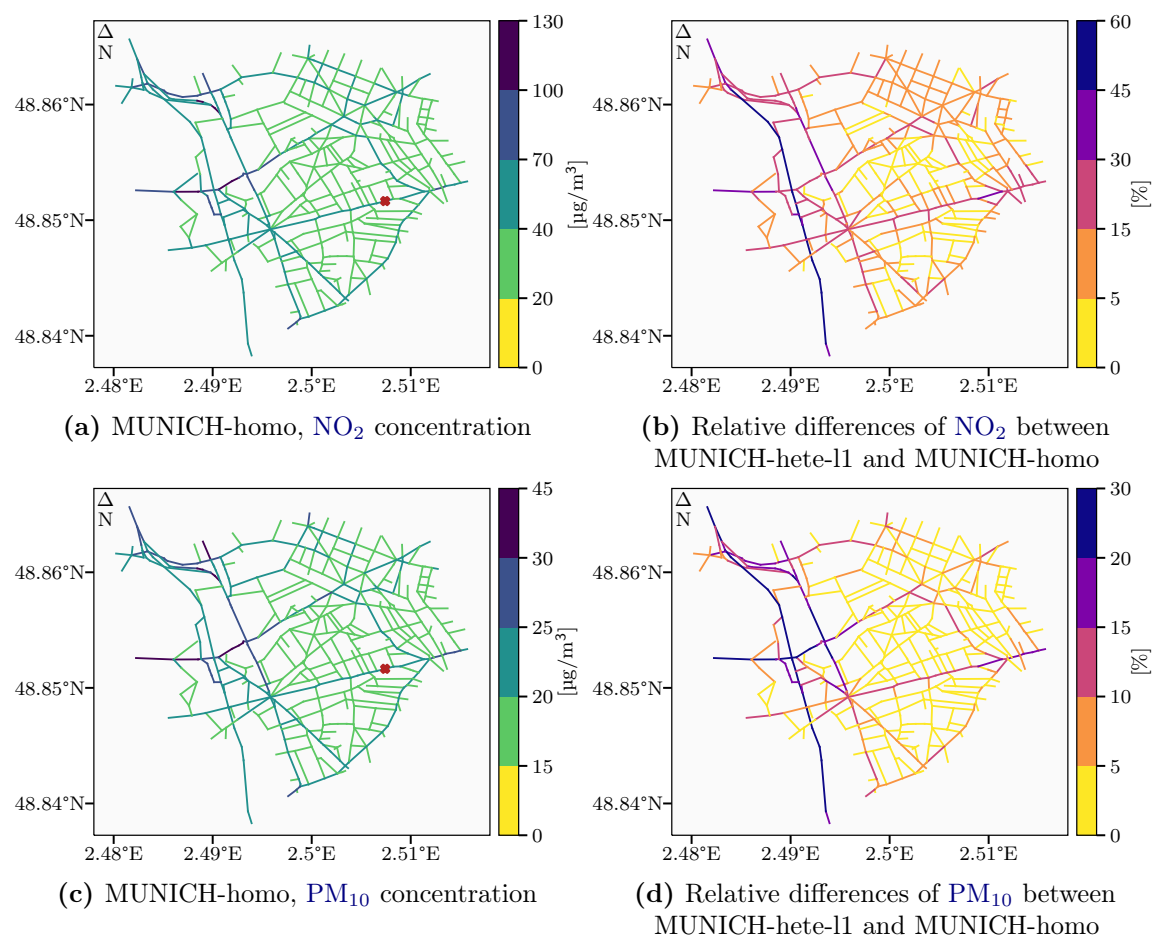 Δ
N
48.86°N
48.85°N
48.84°N
2.48°E 2.49°E 2.5°E 2.51°E
130
100
70
40
20
0
[µg/m³]
(a) MUNICH-homo, NO₂ concentration
Δ
N
48.86°N
48.85°N
48.84°N
2.48°E 2.49°E 2.5°E 2.51°E
60
45
30
15
5
0
[%]
(b) Relative differences of NO₂ between
MUNICH-hete-l1 and MUNICH-homo
Δ
N
48.86°N
48.85°N
48.84°N
2.48°E 2.49°E 2.5°E 2.51°E
45
30
25
20
15
0
[µg/m³]
(c) MUNICH-homo, PM₁₀ concentration
Δ
N
48.86°N
48.85°N
48.84°N
2.48°E 2.49°E 2.5°E 2.51°E
30
20
15
10
5
0
[%]
(d) Relative differences of PM₁₀ between
MUNICH-hete-l1 and MUNICH-homo